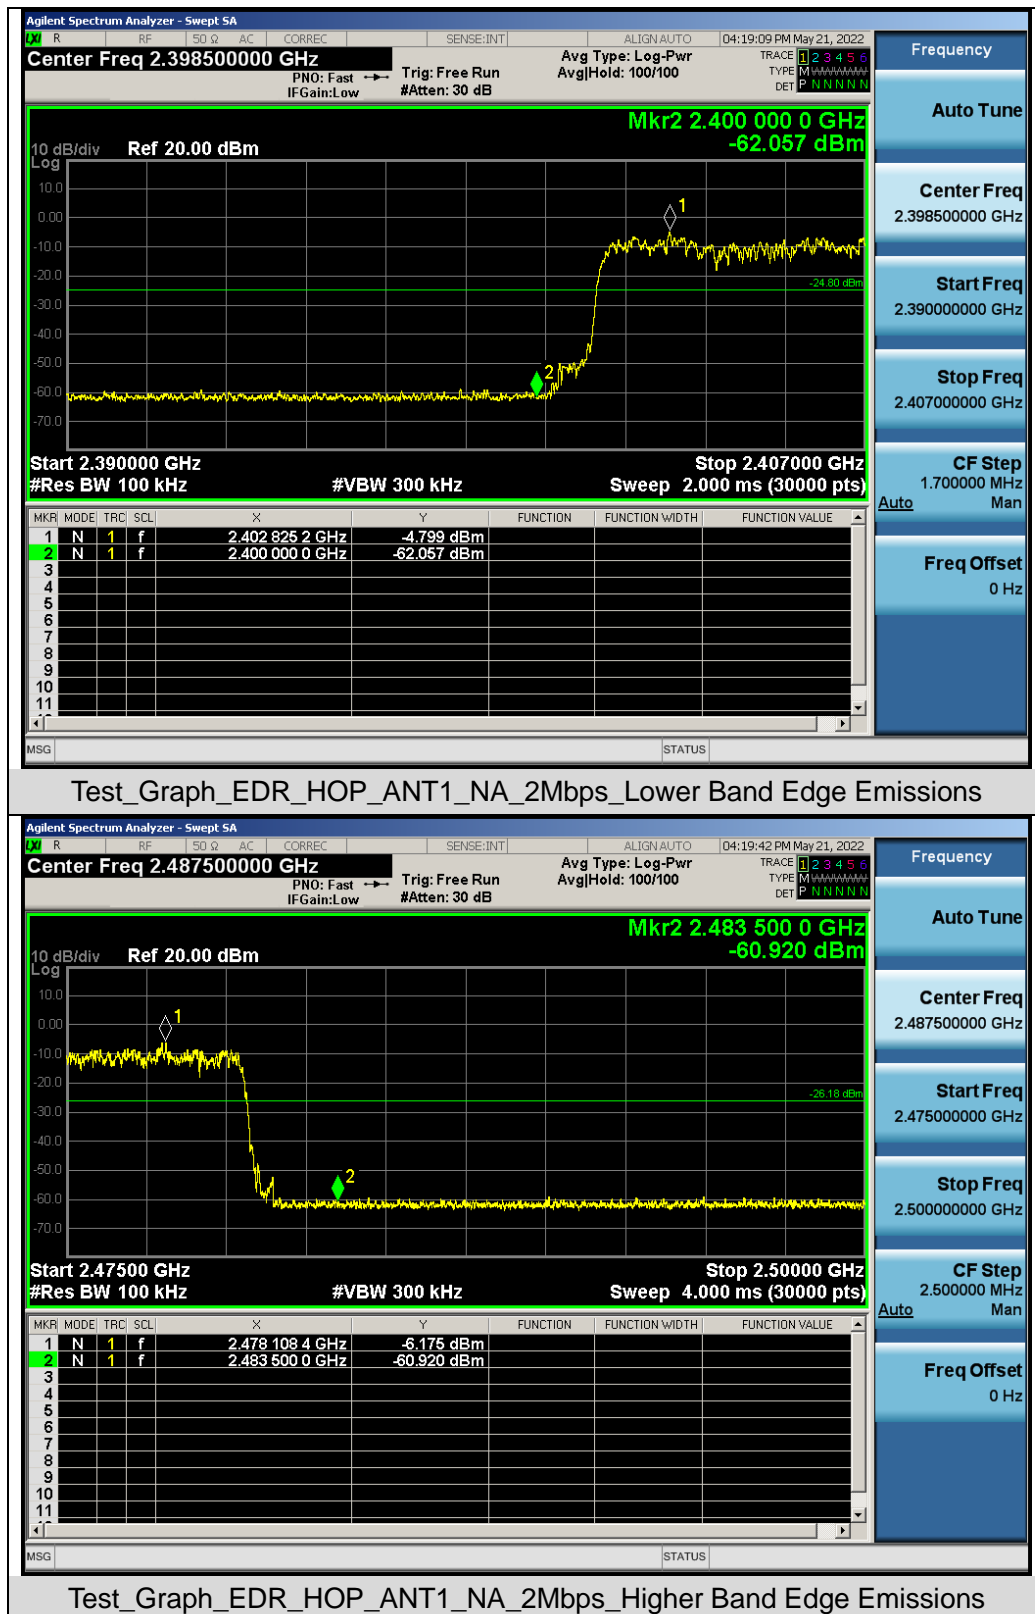 Agilent Spectrum Analyzer - Swept SA
LXI R RF 50 Ω AC CORREC SENSE:INT ALIGN AUTO 04:19:09 PM May 21, 2022
Center Freq 2.398500000 GHz
PNO: Fast
IFGain:Low
Trig: Free Run
#Atten: 30 dB
Avg Type: Log-Pwr
Avg|Hold: 100/100
TRACE 1 2 3 4 5 6
TYPE M
DET P N N N N N
Mkr2 2.400 000 0 GHz
-62.057 dBm
10 dB/div Ref 20.00 dBm
Log
10.0
0.00
-10.0
-20.0
-30.0
-40.0
-50.0
-60.0
-70.0
1
-24.80 dBm
2
Start 2.390000 GHz Stop 2.407000 GHz
#Res BW 100 kHz #VBW 300 kHz Sweep 2.000 ms (30000 pts)
MKR MODE TRC SCL X Y FUNCTION FUNCTION WIDTH FUNCTION VALUE
1 N 1 f 2.402 825 2 GHz -4.799 dBm
2 N 1 f 2.400 000 0 GHz -62.057 dBm
3
4
5
6
7
8
9
10
11
MSG STATUS
Frequency
Auto Tune
Center Freq
2.398500000 GHz
Start Freq
2.390000000 GHz
Stop Freq
2.407000000 GHz
CF Step
1.700000 MHz
Auto Man
Freq Offset
0 Hz
Test_Graph_EDR_HOP_ANT1_NA_2Mbps_Lower Band Edge Emissions
Agilent Spectrum Analyzer - Swept SA
LXI R RF 50 Ω AC CORREC SENSE:INT ALIGN AUTO 04:19:42 PM May 21, 2022
Center Freq 2.487500000 GHz
PNO: Fast
IFGain:Low
Trig: Free Run
#Atten: 30 dB
Avg Type: Log-Pwr
Avg|Hold: 100/100
TRACE 1 2 3 4 5 6
TYPE M
DET P N N N N N
Mkr2 2.483 500 0 GHz
-60.920 dBm
10 dB/div Ref 20.00 dBm
Log
10.0
0.00
-10.0
-20.0
-30.0
-40.0
-50.0
-60.0
-70.0
1
-26.18 dBm
2
Start 2.47500 GHz Stop 2.50000 GHz
#Res BW 100 kHz #VBW 300 kHz Sweep 4.000 ms (30000 pts)
MKR MODE TRC SCL X Y FUNCTION FUNCTION WIDTH FUNCTION VALUE
1 N 1 f 2.478 108 4 GHz -6.175 dBm
2 N 1 f 2.483 500 0 GHz -60.920 dBm
3
4
5
6
7
8
9
10
11
MSG STATUS
Frequency
Auto Tune
Center Freq
2.487500000 GHz
Start Freq
2.475000000 GHz
Stop Freq
2.500000000 GHz
CF Step
2.500000 MHz
Auto Man
Freq Offset
0 Hz
Test_Graph_EDR_HOP_ANT1_NA_2Mbps_Higher Band Edge Emissions